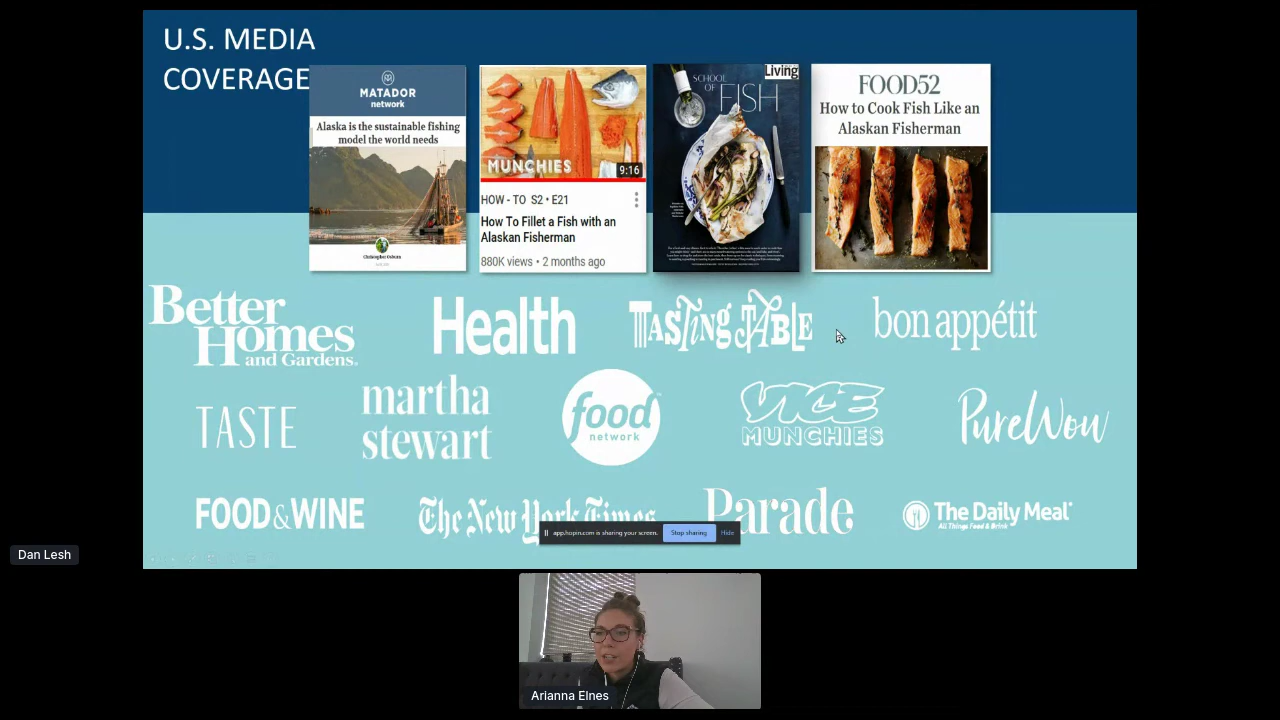 U.S. MEDIA
COVERAGE
MATADOR
network
Alaska is the sustainable fishing
model the world needs
MUNCHIES
9:16
HOW - TO S2 • E21
How To Fillet a Fish with an
Alaskan Fisherman
880K views • 2 months ago
Living
SCHOOL
OF
FISH
FOOD52
How to Cook Fish Like an
Alaskan Fisherman
Better
Homes
and Gardens.
Health
TASTING TABLE
bon appétit
TASTE
martha
stewart
food
network
VICE
MUNCHIES
PureWow
FOOD&WINE
The New York Times
Parade
The Daily Meal
All Things Food & Drink
app.hopin.com is sharing your screen.
Stop sharing
Hide
Dan Lesh
Arianna Elnes